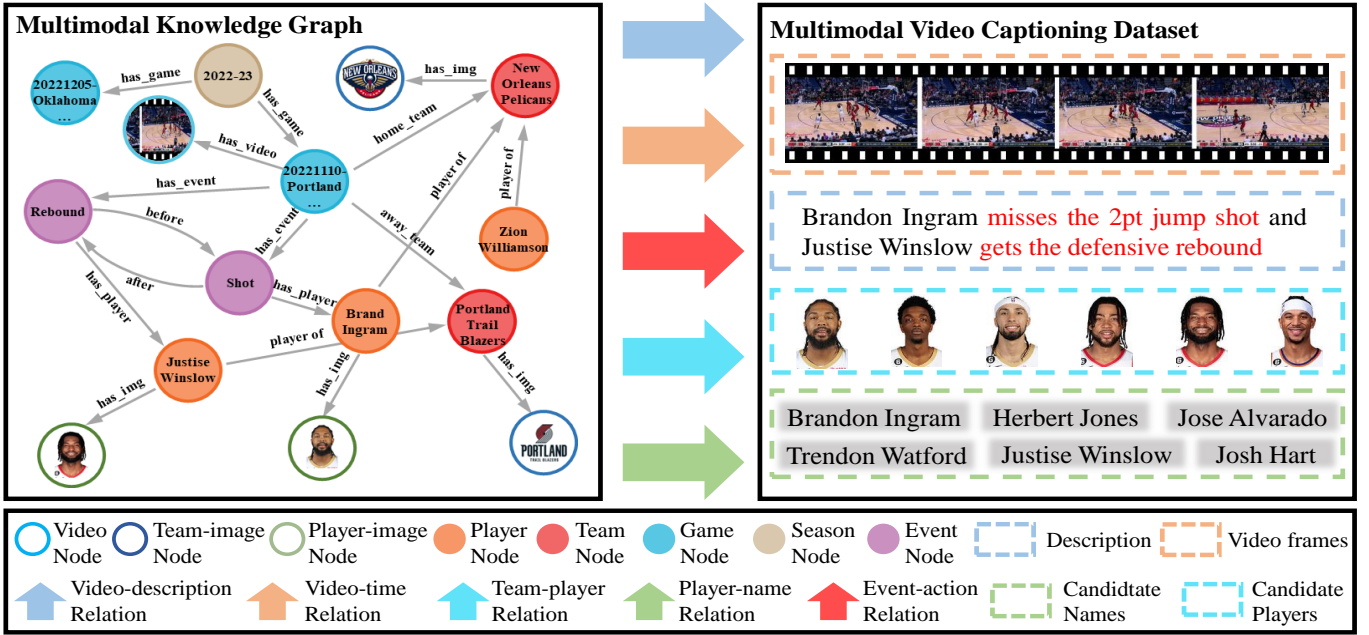 Multimodal Knowledge Graph
20221205-
Oklahoma
...
has_game
2022-23
has_game
NEW ORLEANS
PELICANS
has_img
New
Orleans
Pelicans
has_video
home_team
20221110-
Portland
...
has_event
player of
player of
Rebound
before
has_event
away_team
Zion
Williamson
Shot
after
has_player
has_player
Brand
Ingram
Portland
Trail
Blazers
player of
Justise
Winslow
has_img
has_img
has_img
PORTLAND
TRAIL BLAZERS
Multimodal Video Captioning Dataset
Brandon Ingram misses the 2pt jump shot and
Justise Winslow gets the defensive rebound
Brandon Ingram Herbert Jones Jose Alvarado
Trendon Watford Justise Winslow Josh Hart
Video
Node
Team-image
Node
Player-image
Node
Player
Node
Team
Node
Game
Node
Season
Node
Event
Node
Description
Video frames
Video-description
Relation
Video-time
Relation
Team-player
Relation
Player-name
Relation
Event-action
Relation
Candidtate
Names
Candidate
Players